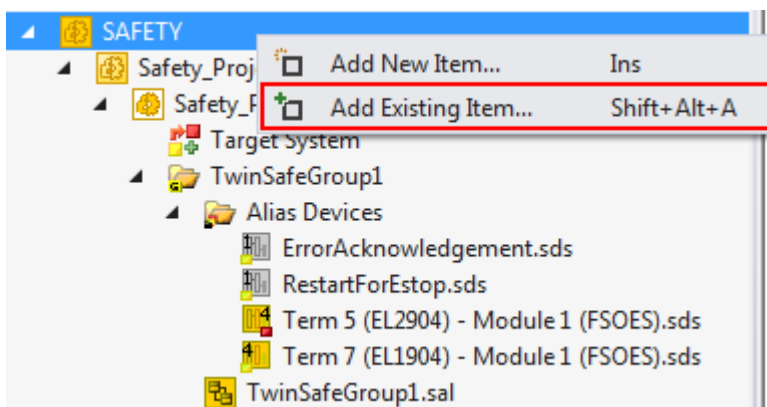 SAFETY
Safety_Proj
Add New Item... Ins
Safety_F
Add Existing Item... Shift+Alt+A
Target System
TwinSafeGroup1
Alias Devices
ErrorAcknowledgement.sds
RestartForEstop.sds
Term 5 (EL2904) - Module 1 (FSOES).sds
Term 7 (EL1904) - Module 1 (FSOES).sds
TwinSafeGroup1.sal